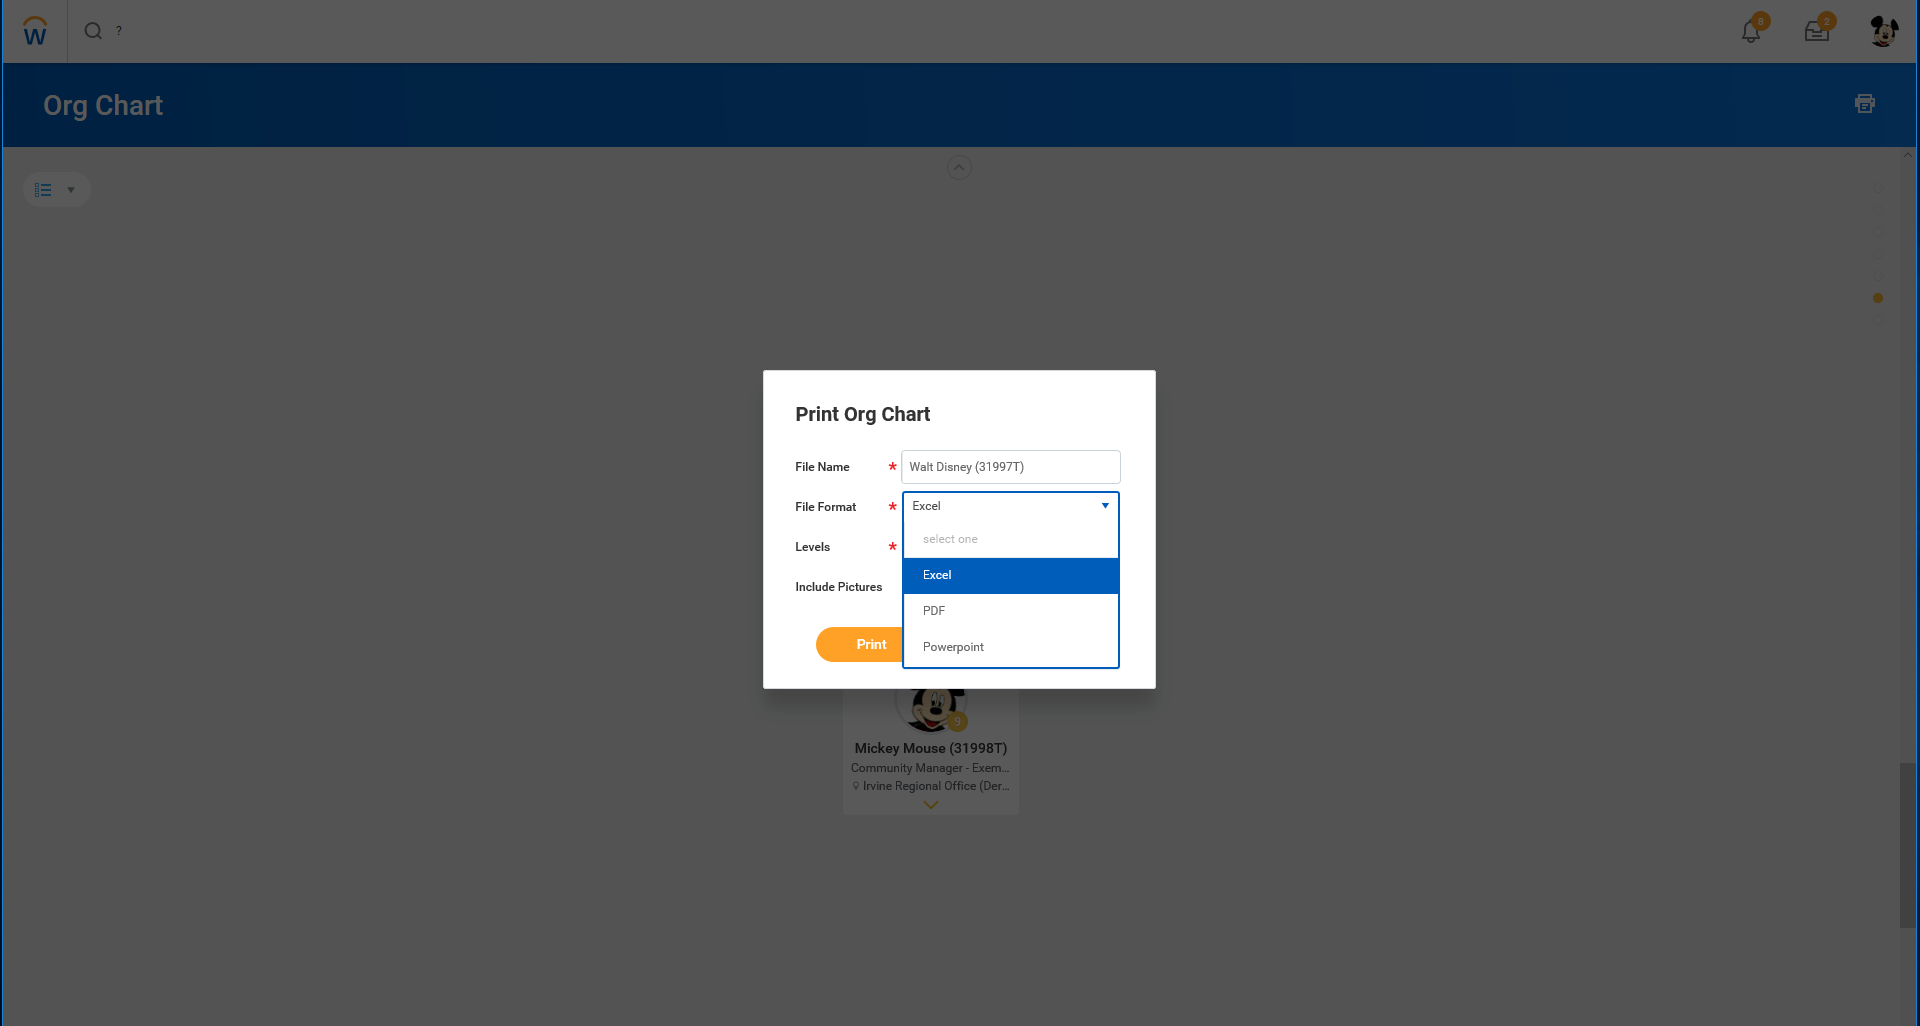 W
?
8
2
Org Chart
Print Org Chart
File Name * Walt Disney (31997T)
File Format * Excel
select one
Levels *
Excel
Include Pictures
PDF
Print
Powerpoint
9
Mickey Mouse (31998T)
Community Manager - Exem...
Irvine Regional Office (Der...